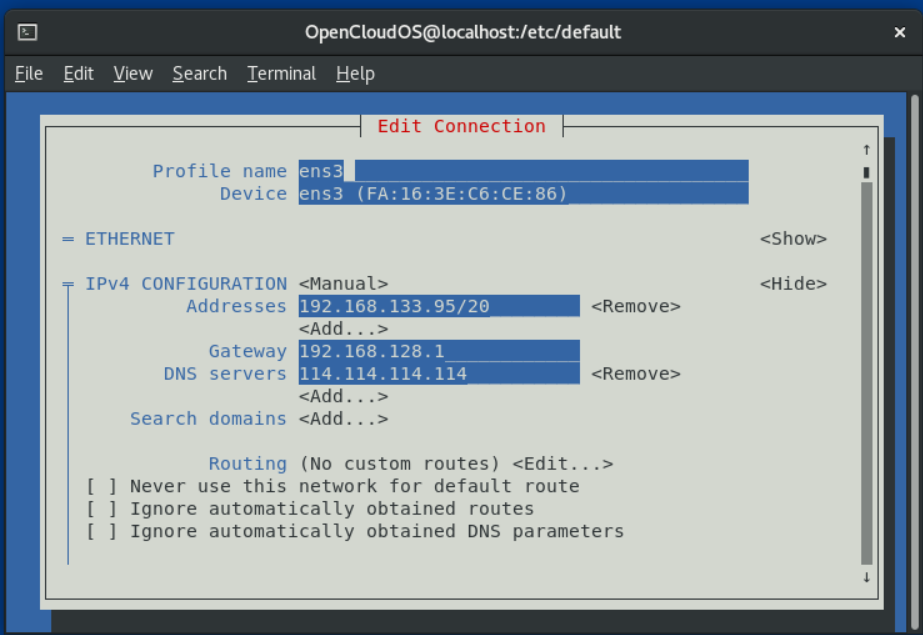 OpenCloudOS@localhost:/etc/default
File Edit View Search Terminal Help
Edit Connection
Profile name ens3
Device ens3 (FA:16:3E:C6:CE:86)
= ETHERNET <Show>
= IPv4 CONFIGURATION <Manual> <Hide>
Addresses 192.168.133.95/20 <Remove>
<Add...>
Gateway 192.168.128.1
DNS servers 114.114.114.114 <Remove>
<Add...>
Search domains <Add...>
Routing (No custom routes) <Edit...>
[ ] Never use this network for default route
[ ] Ignore automatically obtained routes
[ ] Ignore automatically obtained DNS parameters